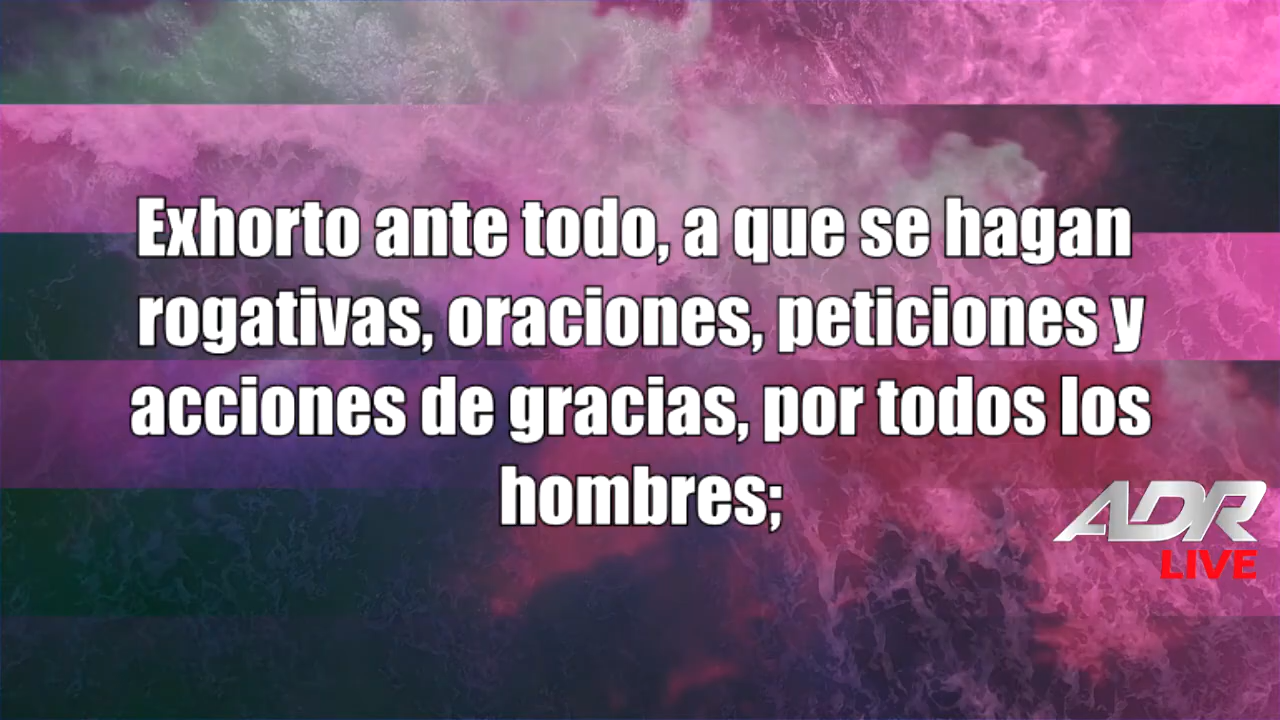 Exhorto ante todo, a que se hagan
rogativas, oraciones, peticiones y
acciones de gracias, por todos los
hombres;
ADR
LIVE